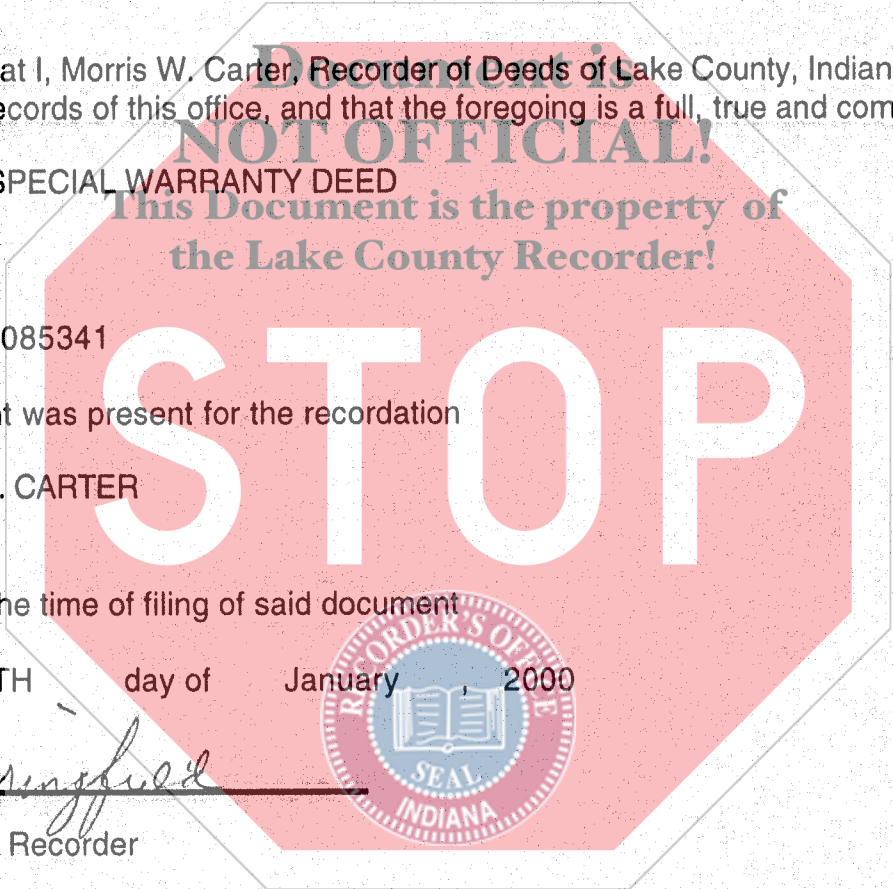 at I, Morris W. Carter, Recorder of Deeds of Lake County, Indian
ecords of this office, and that the foregoing is a full, true and com
SPECIAL WARRANTY DEED
Document is
NOT OFFICIAL!
This Document is the property of
the Lake County Recorder!
STOP
085341
t was present for the recordation
. CARTER
he time of filing of said document
TH day of January , 2000
ringfield
Recorder
RECORDER'S OFFICE
SEAL
INDIANA